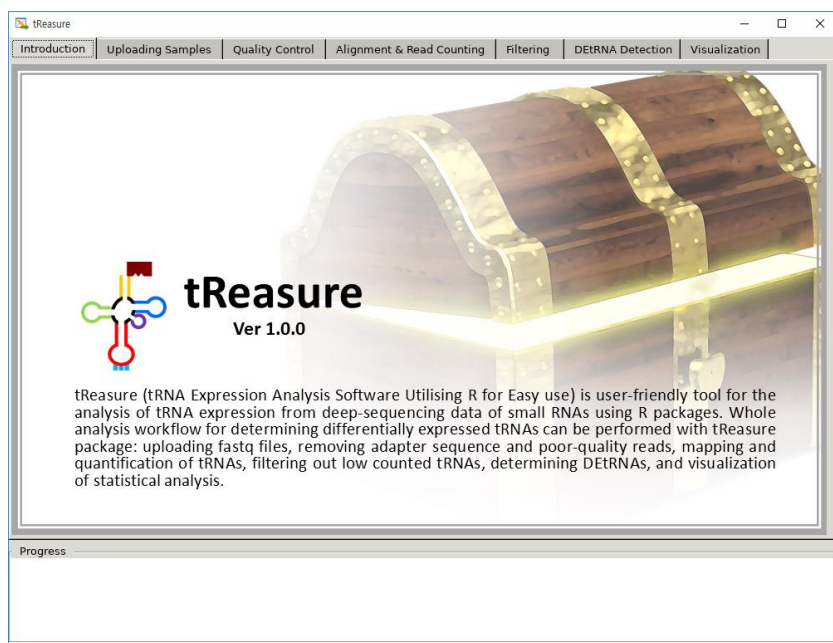 tReasure
Introduction Uploading Samples Quality Control Alignment & Read Counting Filtering DEtRNA Detection Visualization
tReasure
Ver 1.0.0
tReasure (tRNA Expression Analysis Software Utilising R for Easy use) is user-friendly tool for the
analysis of tRNA expression from deep-sequencing data of small RNAs using R packages. Whole
analysis workflow for determining differentially expressed tRNAs can be performed with tReasure
package: uploading fastq files, removing adapter sequence and poor-quality reads, mapping and
quantification of tRNAs, filtering out low counted tRNAs, determining DEtRNAs, and visualization
of statistical analysis.
Progress